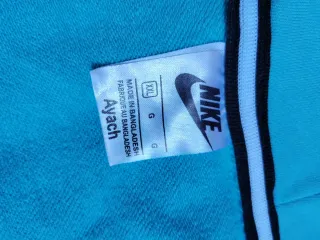 NIKE
XXL G G
MADE IN BANGLADESH
FABRIQUE AU BANGLADESH
Ayach